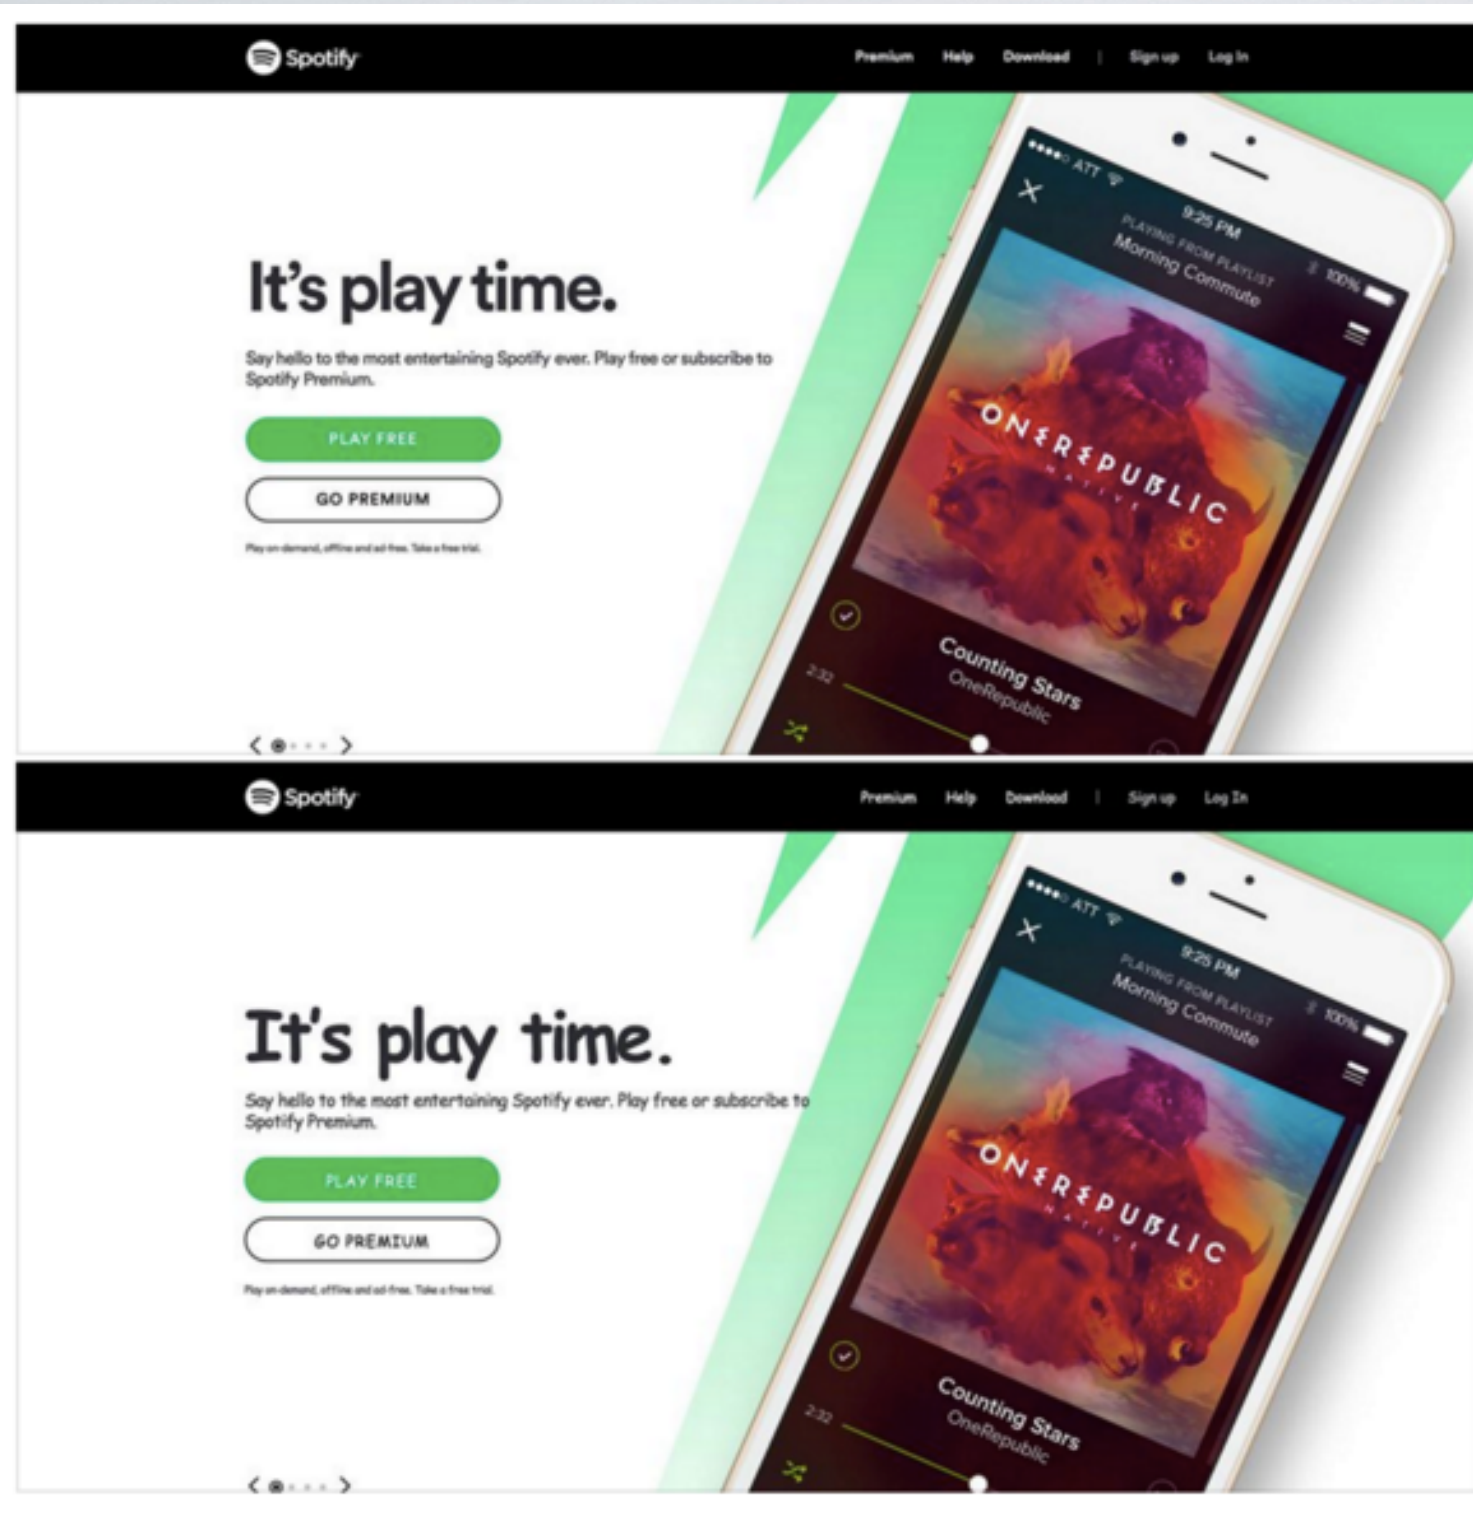 Spotify
Premium Help Download | Sign up Log In
It's play time.
Say hello to the most entertaining Spotify ever. Play free or subscribe to
Spotify Premium.
PLAY FREE
GO PREMIUM
Play on-demand, offline and ad-free. Take a free trial.
ATT
9:25 PM
100%
PLAYING FROM PLAYLIST
Morning Commute
ONEREPUBLIC
NATIVE
Counting Stars
OneRepublic
2:32
Spotify
Premium Help Download | Sign up Log In
It's play time.
Say hello to the most entertaining Spotify ever. Play free or subscribe to
Spotify Premium.
PLAY FREE
GO PREMIUM
Play on-demand, offline and ad-free. Take a free trial.
ATT
9:25 PM
100%
PLAYING FROM PLAYLIST
Morning Commute
ONEREPUBLIC
NATIVE
Counting Stars
OneRepublic
2:32